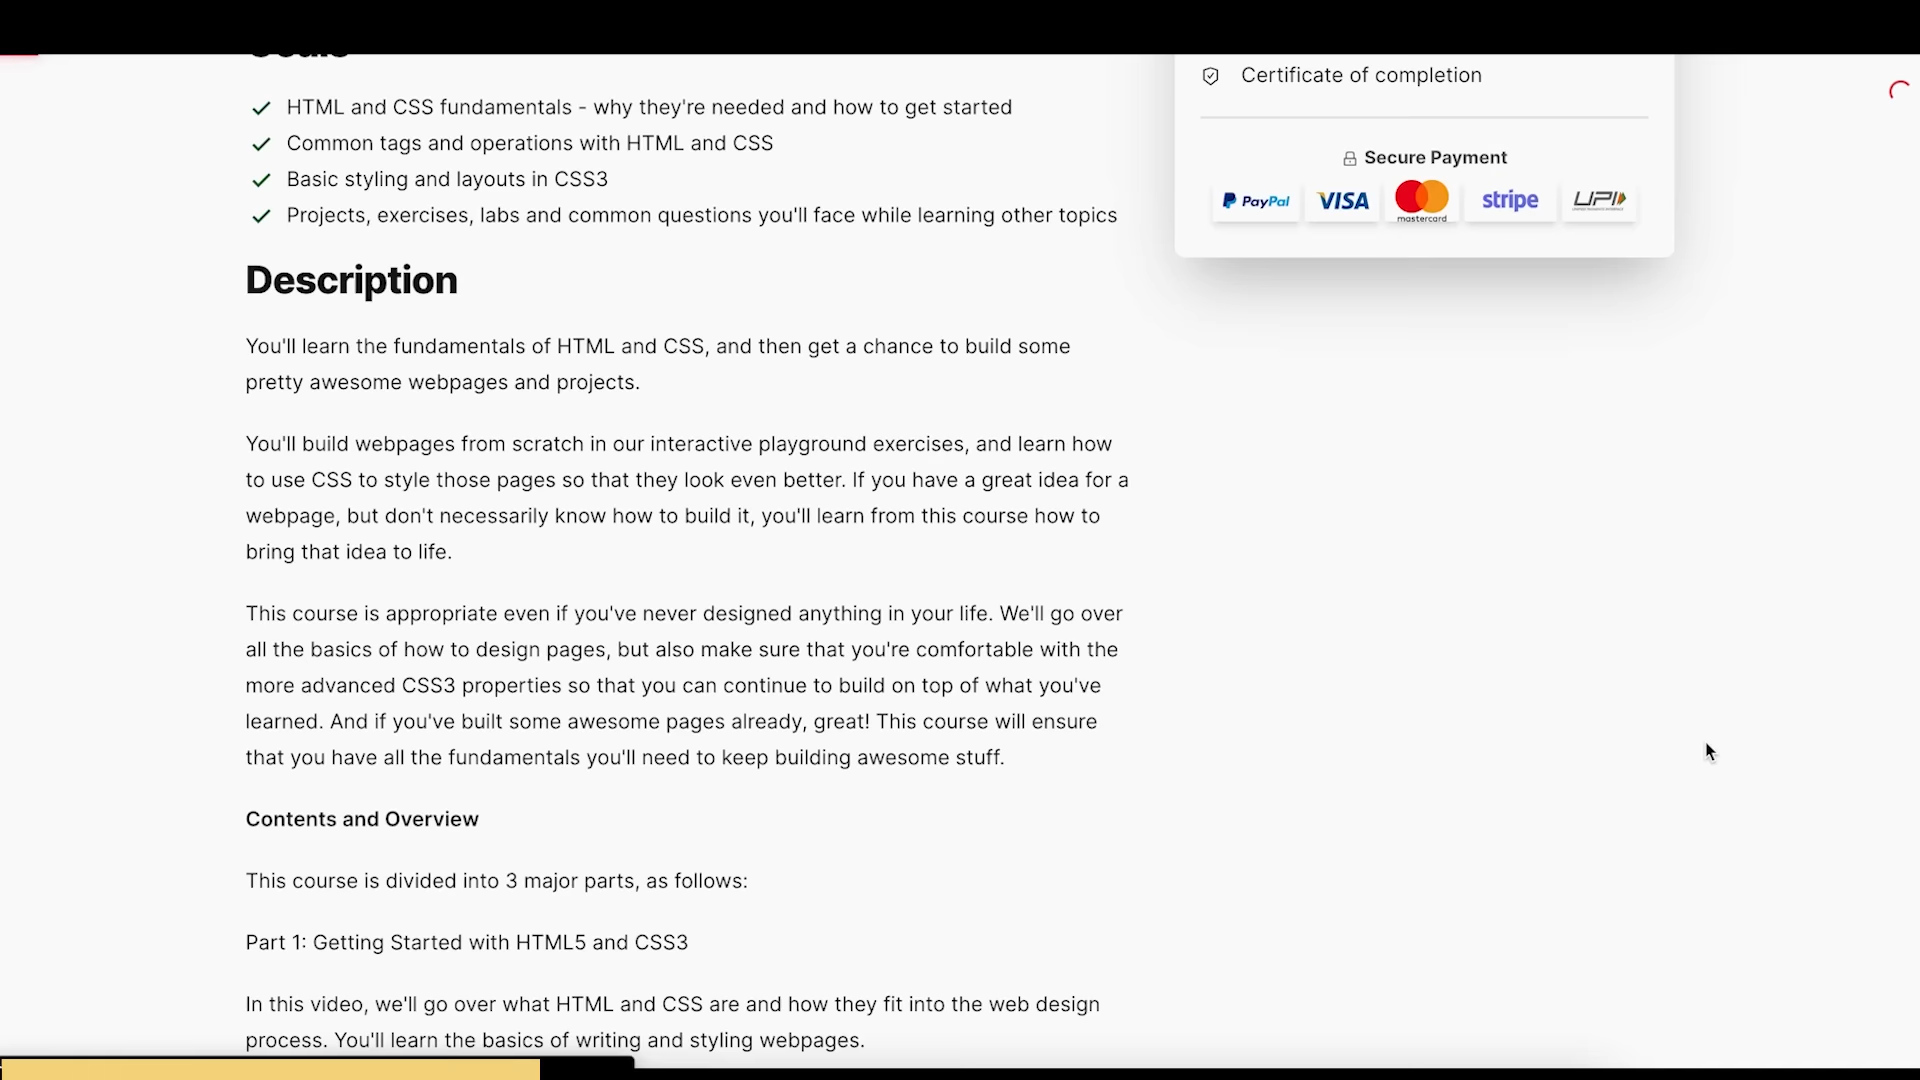 Certificate of completion
HTML and CSS fundamentals - why they're needed and how to get started
Common tags and operations with HTML and CSS
Basic styling and layouts in CSS3
Projects, exercises, labs and common questions you'll face while learning other topics
Secure Payment
PayPal VISA mastercard stripe UPI
Description
You'll learn the fundamentals of HTML and CSS, and then get a chance to build some
pretty awesome webpages and projects.
You'll build webpages from scratch in our interactive playground exercises, and learn how
to use CSS to style those pages so that they look even better. If you have a great idea for a
webpage, but don't necessarily know how to build it, you'll learn from this course how to
bring that idea to life.
This course is appropriate even if you've never designed anything in your life. We'll go over
all the basics of how to design pages, but also make sure that you're comfortable with the
more advanced CSS3 properties so that you can continue to build on top of what you've
learned. And if you've built some awesome pages already, great! This course will ensure
that you have all the fundamentals you'll need to keep building awesome stuff.
Contents and Overview
This course is divided into 3 major parts, as follows:
Part 1: Getting Started with HTML5 and CSS3
In this video, we'll go over what HTML and CSS are and how they fit into the web design
process. You'll learn the basics of writing and styling webpages.